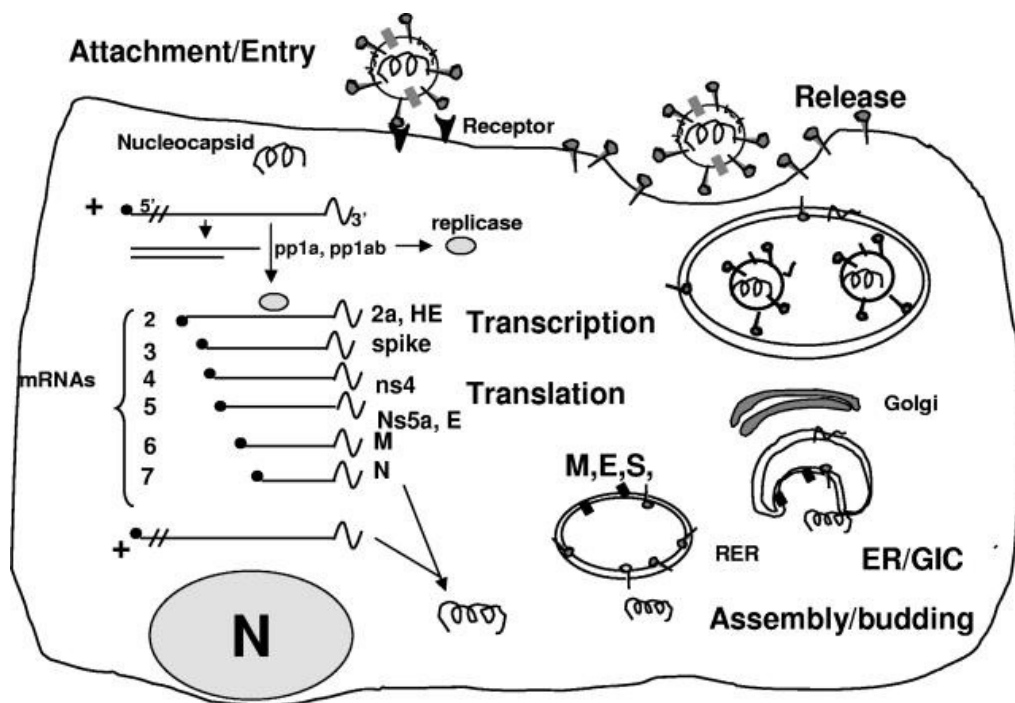 Attachment/Entry
Release
Receptor
Nucleocapsid
+ 5' 3'
replicase
pp1a, pp1ab
mRNAs
2 2a, HE
3 spike
4 ns4
5 Ns5a, E
6 M
7 N
Transcription
Translation
+
N
Golgi
M,E,S,
RER
ER/GIC
Assembly/budding